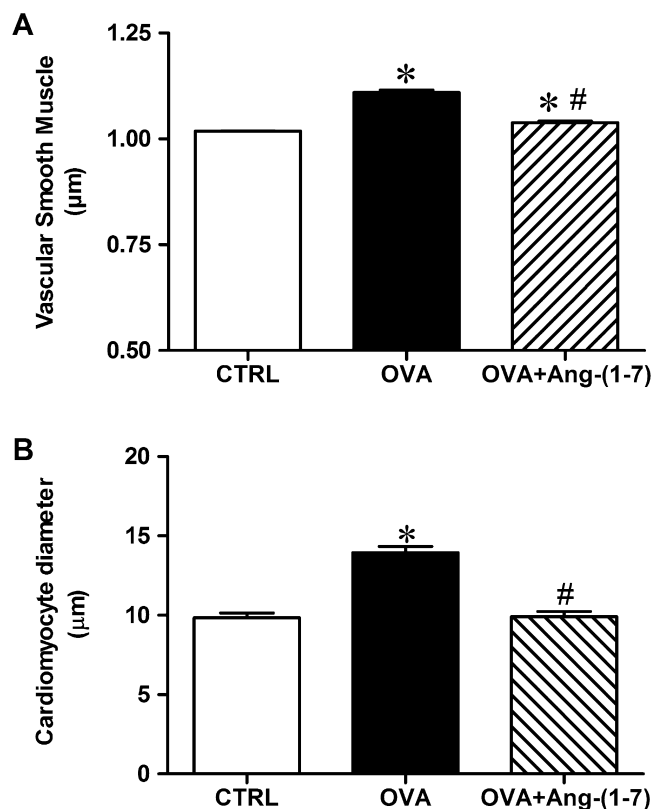 A
Vascular Smooth Muscle
(µm)
1.25
1.00
0.75
0.50
*
* #
CTRL
OVA
OVA+Ang-(1-7)
B
Cardiomyocyte diameter
(µm)
20
15
10
5
0
*
#
CTRL
OVA
OVA+Ang-(1-7)